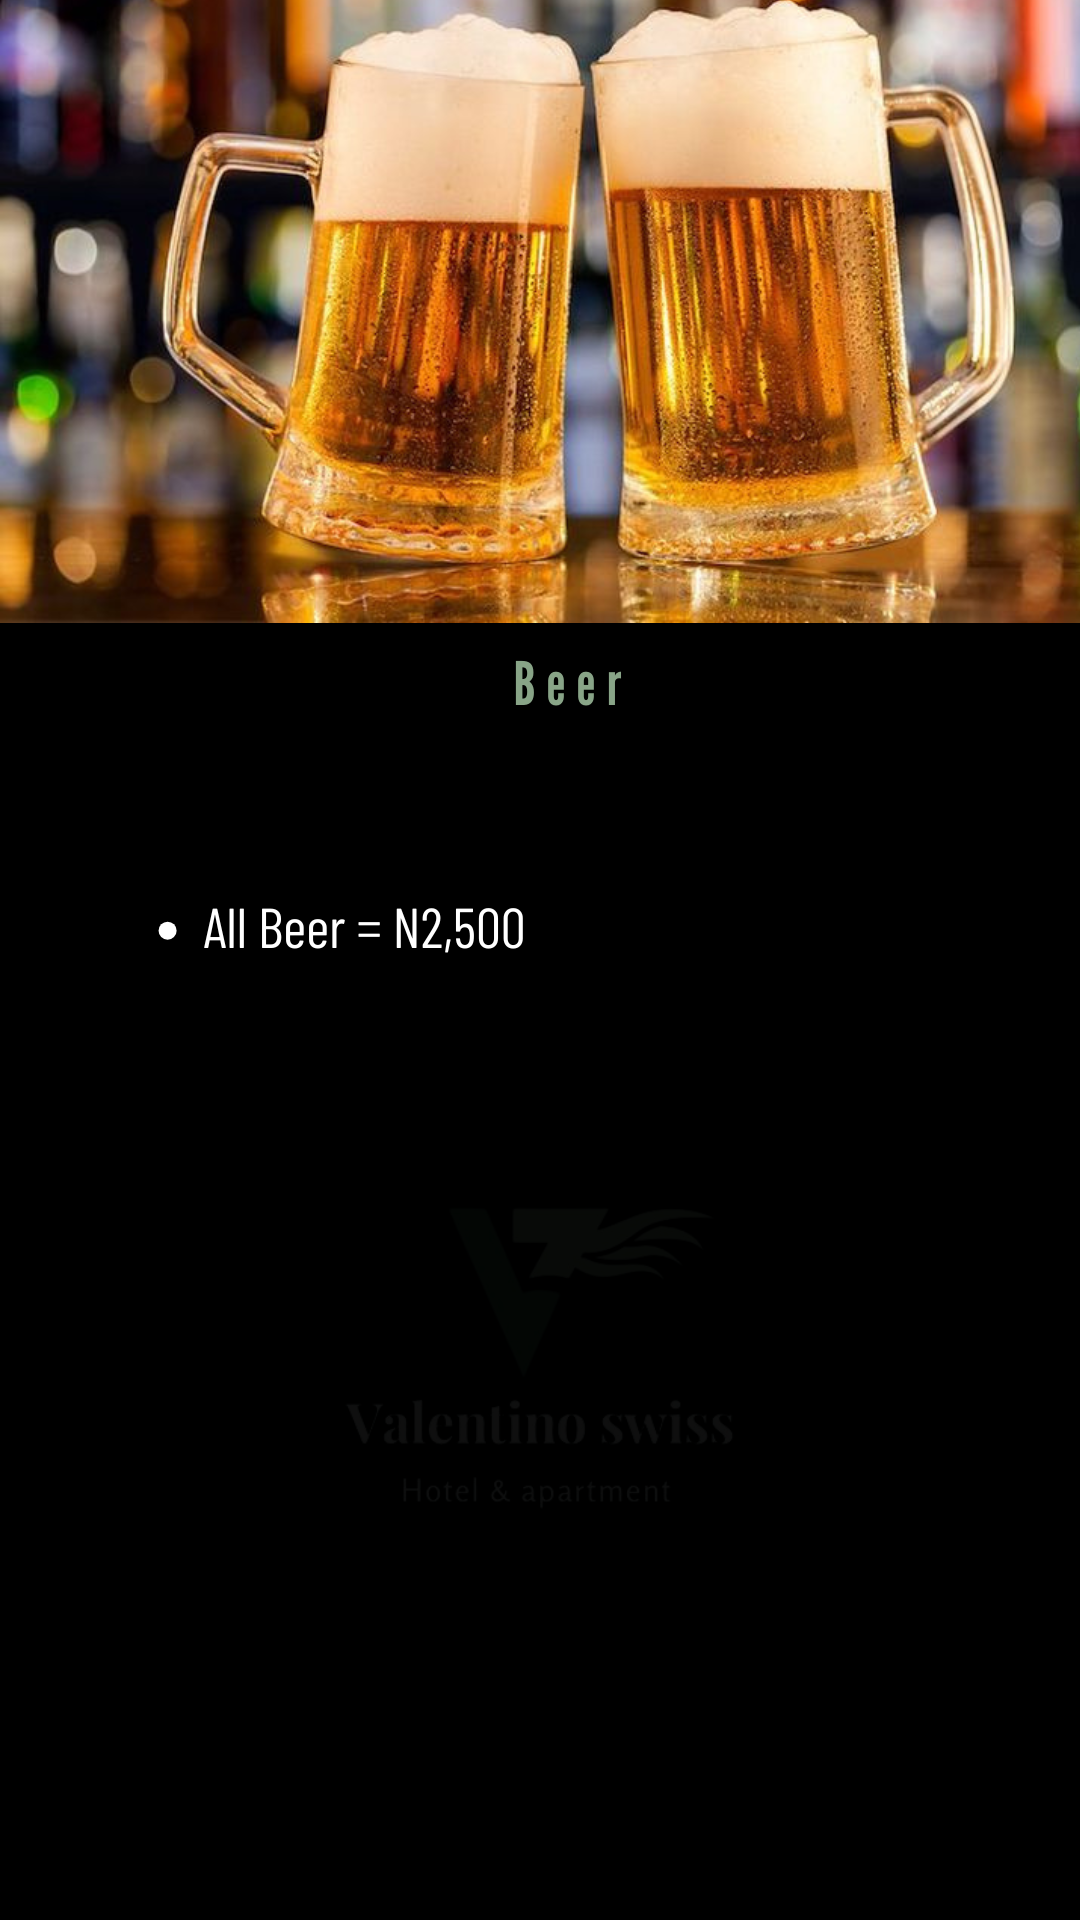 Beer
• All Beer = N2,500
Valentino swiss
Hotel & apartment